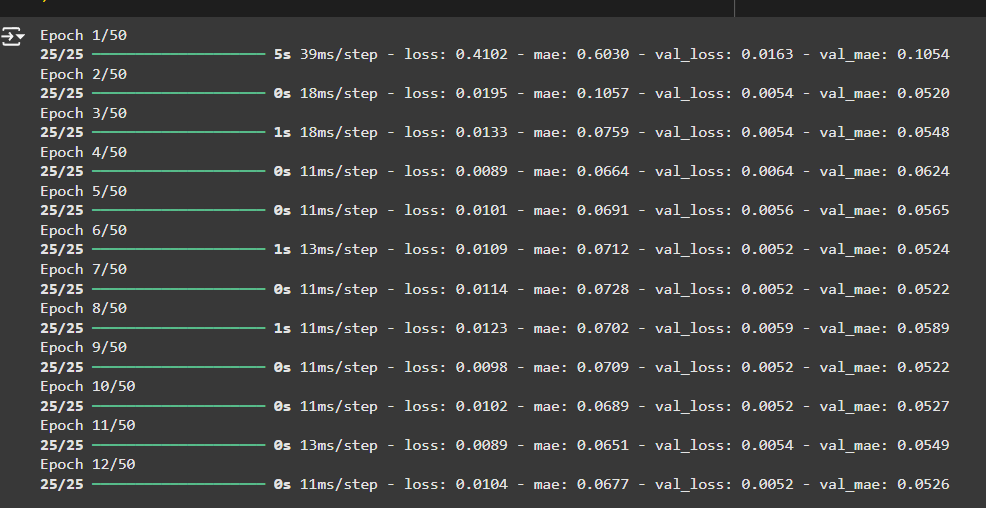 Epoch 1/50
25/25 ━━━━━━━━━━━━━━━━━━━━ 5s 39ms/step - loss: 0.4102 - mae: 0.6030 - val_loss: 0.0163 - val_mae: 0.1054
Epoch 2/50
25/25 ━━━━━━━━━━━━━━━━━━━━ 0s 18ms/step - loss: 0.0195 - mae: 0.1057 - val_loss: 0.0054 - val_mae: 0.0520
Epoch 3/50
25/25 ━━━━━━━━━━━━━━━━━━━━ 1s 18ms/step - loss: 0.0133 - mae: 0.0759 - val_loss: 0.0054 - val_mae: 0.0548
Epoch 4/50
25/25 ━━━━━━━━━━━━━━━━━━━━ 0s 11ms/step - loss: 0.0089 - mae: 0.0664 - val_loss: 0.0064 - val_mae: 0.0624
Epoch 5/50
25/25 ━━━━━━━━━━━━━━━━━━━━ 0s 11ms/step - loss: 0.0101 - mae: 0.0691 - val_loss: 0.0056 - val_mae: 0.0565
Epoch 6/50
25/25 ━━━━━━━━━━━━━━━━━━━━ 1s 13ms/step - loss: 0.0109 - mae: 0.0712 - val_loss: 0.0052 - val_mae: 0.0524
Epoch 7/50
25/25 ━━━━━━━━━━━━━━━━━━━━ 0s 11ms/step - loss: 0.0114 - mae: 0.0728 - val_loss: 0.0052 - val_mae: 0.0522
Epoch 8/50
25/25 ━━━━━━━━━━━━━━━━━━━━ 1s 11ms/step - loss: 0.0123 - mae: 0.0702 - val_loss: 0.0059 - val_mae: 0.0589
Epoch 9/50
25/25 ━━━━━━━━━━━━━━━━━━━━ 0s 11ms/step - loss: 0.0098 - mae: 0.0709 - val_loss: 0.0052 - val_mae: 0.0522
Epoch 10/50
25/25 ━━━━━━━━━━━━━━━━━━━━ 0s 11ms/step - loss: 0.0102 - mae: 0.0689 - val_loss: 0.0052 - val_mae: 0.0527
Epoch 11/50
25/25 ━━━━━━━━━━━━━━━━━━━━ 0s 13ms/step - loss: 0.0089 - mae: 0.0651 - val_loss: 0.0054 - val_mae: 0.0549
Epoch 12/50
25/25 ━━━━━━━━━━━━━━━━━━━━ 0s 11ms/step - loss: 0.0104 - mae: 0.0677 - val_loss: 0.0052 - val_mae: 0.0526